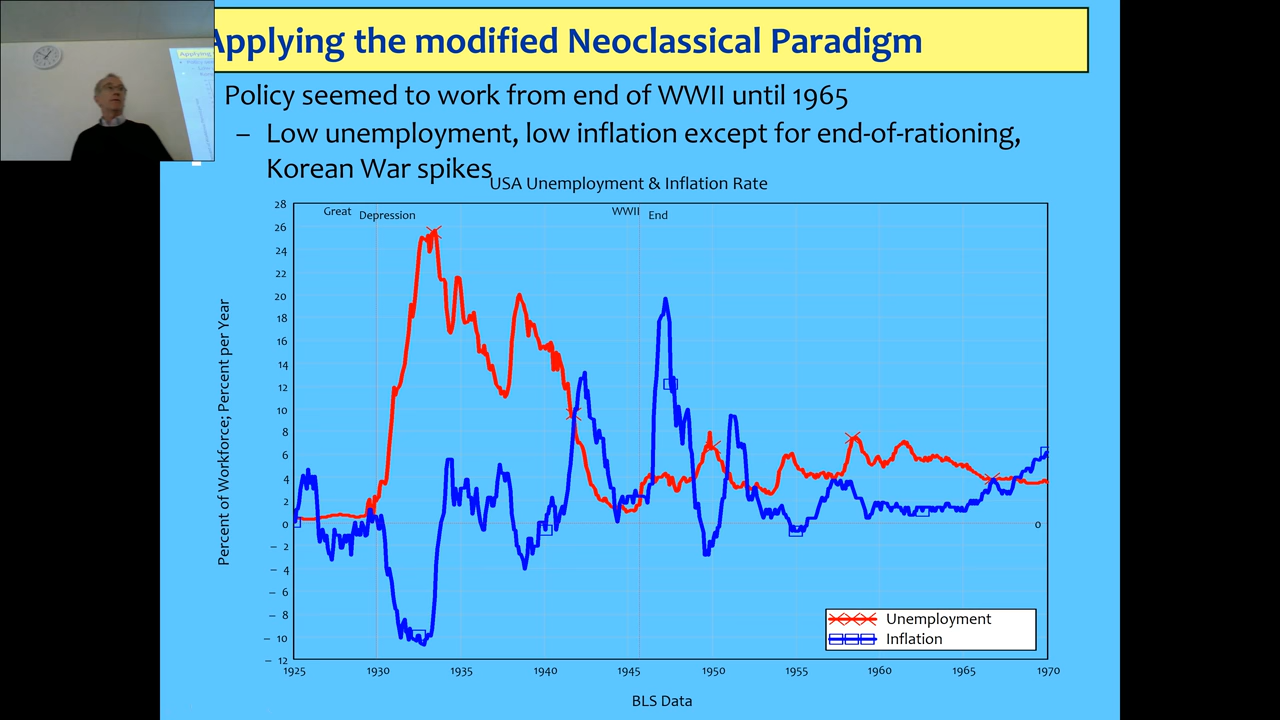 Applying the modified Neoclassical Paradigm
Policy seemed to work from end of WWII until 1965
– Low unemployment, low inflation except for end-of-rationing,
Korean War spikes
USA Unemployment & Inflation Rate
Great Depression
WWII End
Percent of Workforce; Percent per Year
28
26
24
22
20
18
16
14
12
10
8
6
4
2
0
– 2
– 4
– 6
– 8
– 10
– 12
0
Unemployment
Inflation
1925 1930 1935 1940 1945 1950 1955 1960 1965 1970
BLS Data